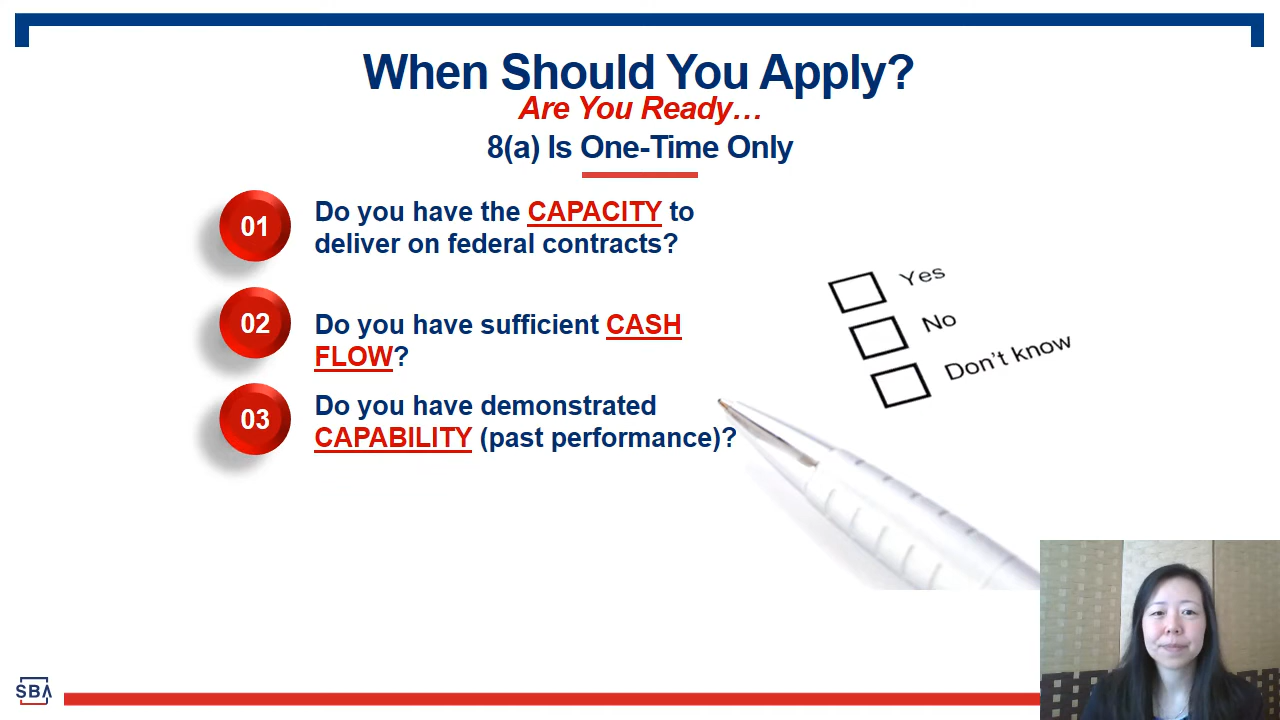 When Should You Apply?
Are You Ready…
8(a) Is One-Time Only
01
Do you have the CAPACITY to
deliver on federal contracts?
02
Do you have sufficient CASH
FLOW?
03
Do you have demonstrated
CAPABILITY (past performance)?
Yes
No
Don't know
SBA